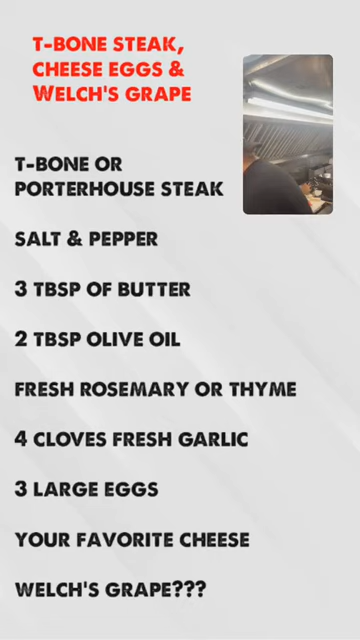 T-BONE STEAK,
CHEESE EGGS &
WELCH'S GRAPE
T-BONE OR
PORTERHOUSE STEAK
SALT & PEPPER
3 TBSP OF BUTTER
2 TBSP OLIVE OIL
FRESH ROSEMARY OR THYME
4 CLOVES FRESH GARLIC
3 LARGE EGGS
YOUR FAVORITE CHEESE
WELCH'S GRAPE???